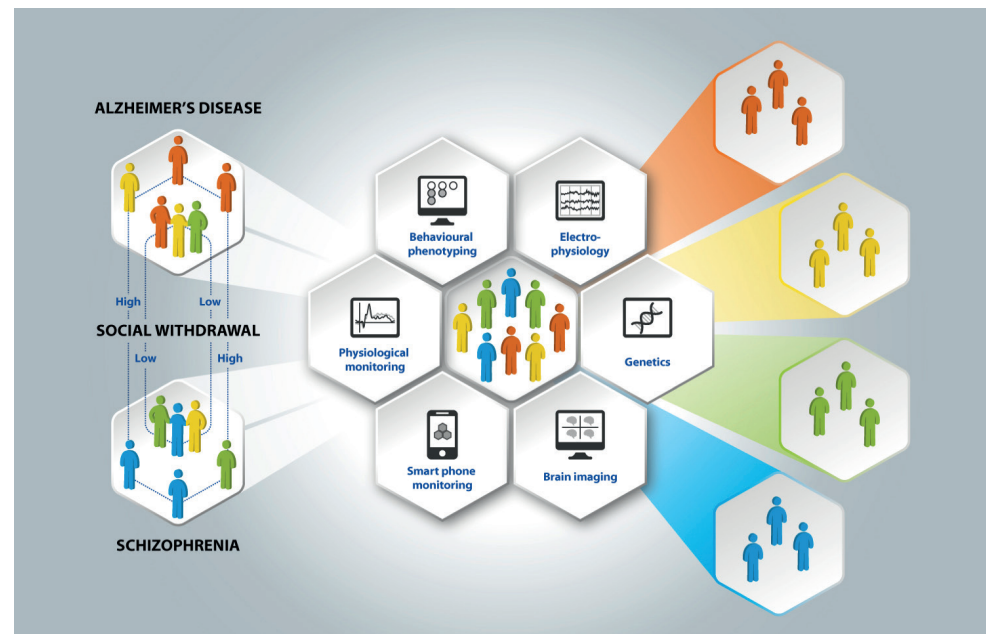 ALZHEIMER'S DISEASE
High
Low
SOCIAL WITHDRAWAL
Low
High
SCHIZOPHRENIA
Behavioural
phenotyping
Electro-
physiology
Physiological
monitoring
Genetics
Smart phone
monitoring
Brain imaging